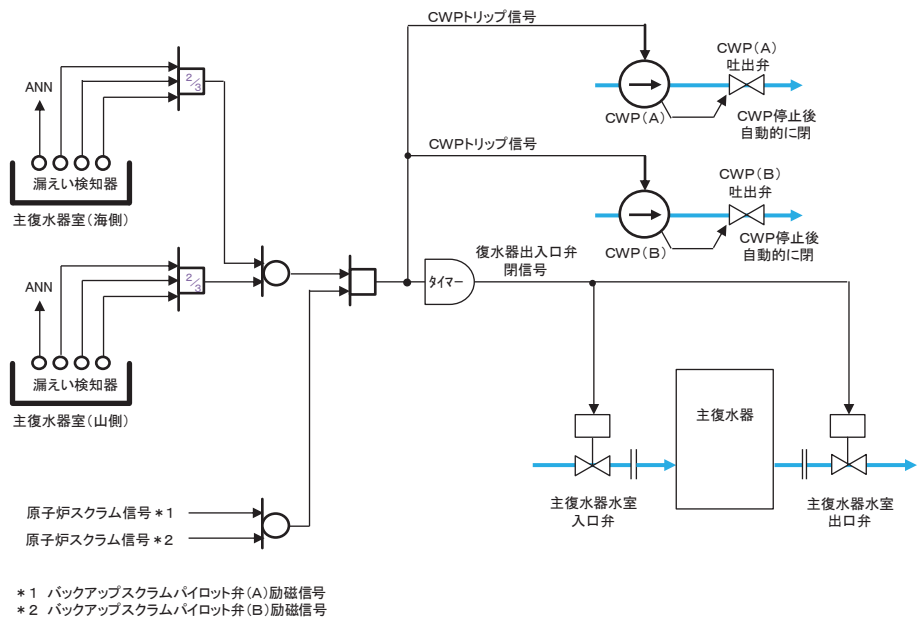 CWPトリップ信号
2/3
ANN
漏えい検知器
主復水器室(海側)
CWP(A)
CWP(A)
吐出弁
CWP停止後
自動的に閉
CWPトリップ信号
CWP(B)
CWP(B)
吐出弁
CWP停止後
自動的に閉
2/3
ANN
漏えい検知器
主復水器室(山側)
復水器出入口弁
閉信号
タイマー
主復水器
主復水器水室
入口弁
主復水器水室
出口弁
原子炉スクラム信号*1
原子炉スクラム信号*2
*1 バックアップスクラムパイロット弁(A)励磁信号
*2 バックアップスクラムパイロット弁(B)励磁信号